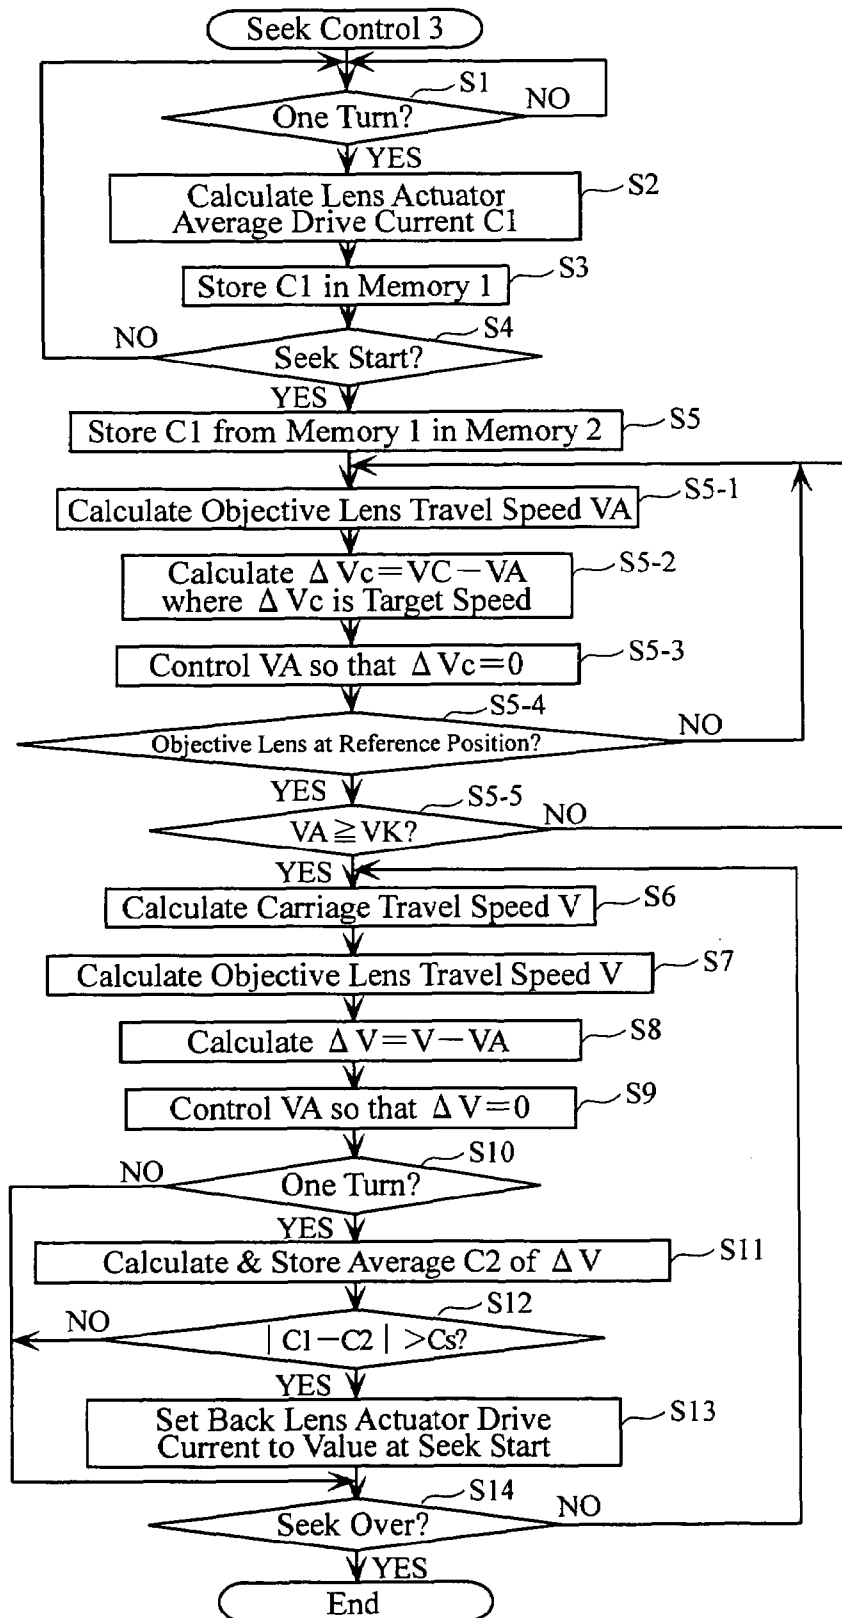 Seek Control 3
S1
NO
One Turn?
YES
S2
Calculate Lens Actuator
Average Drive Current C1
S3
Store C1 in Memory 1
S4
NO
Seek Start?
YES
S5
Store C1 from Memory 1 in Memory 2
S5-1
Calculate Objective Lens Travel Speed VA
S5-2
Calculate ΔVc=VC−VA
where ΔVc is Target Speed
S5-3
Control VA so that ΔVc=0
S5-4
NO
Objective Lens at Reference Position?
YES
S5-5
NO
VA≧VK?
YES
S6
Calculate Carriage Travel Speed V
S7
Calculate Objective Lens Travel Speed V
S8
Calculate ΔV=V−VA
S9
Control VA so that ΔV=0
S10
NO
One Turn?
YES
S11
Calculate & Store Average C2 of ΔV
S12
NO
|C1−C2|>Cs?
YES
S13
Set Back Lens Actuator Drive
Current to Value at Seek Start
S14
NO
Seek Over?
YES
End